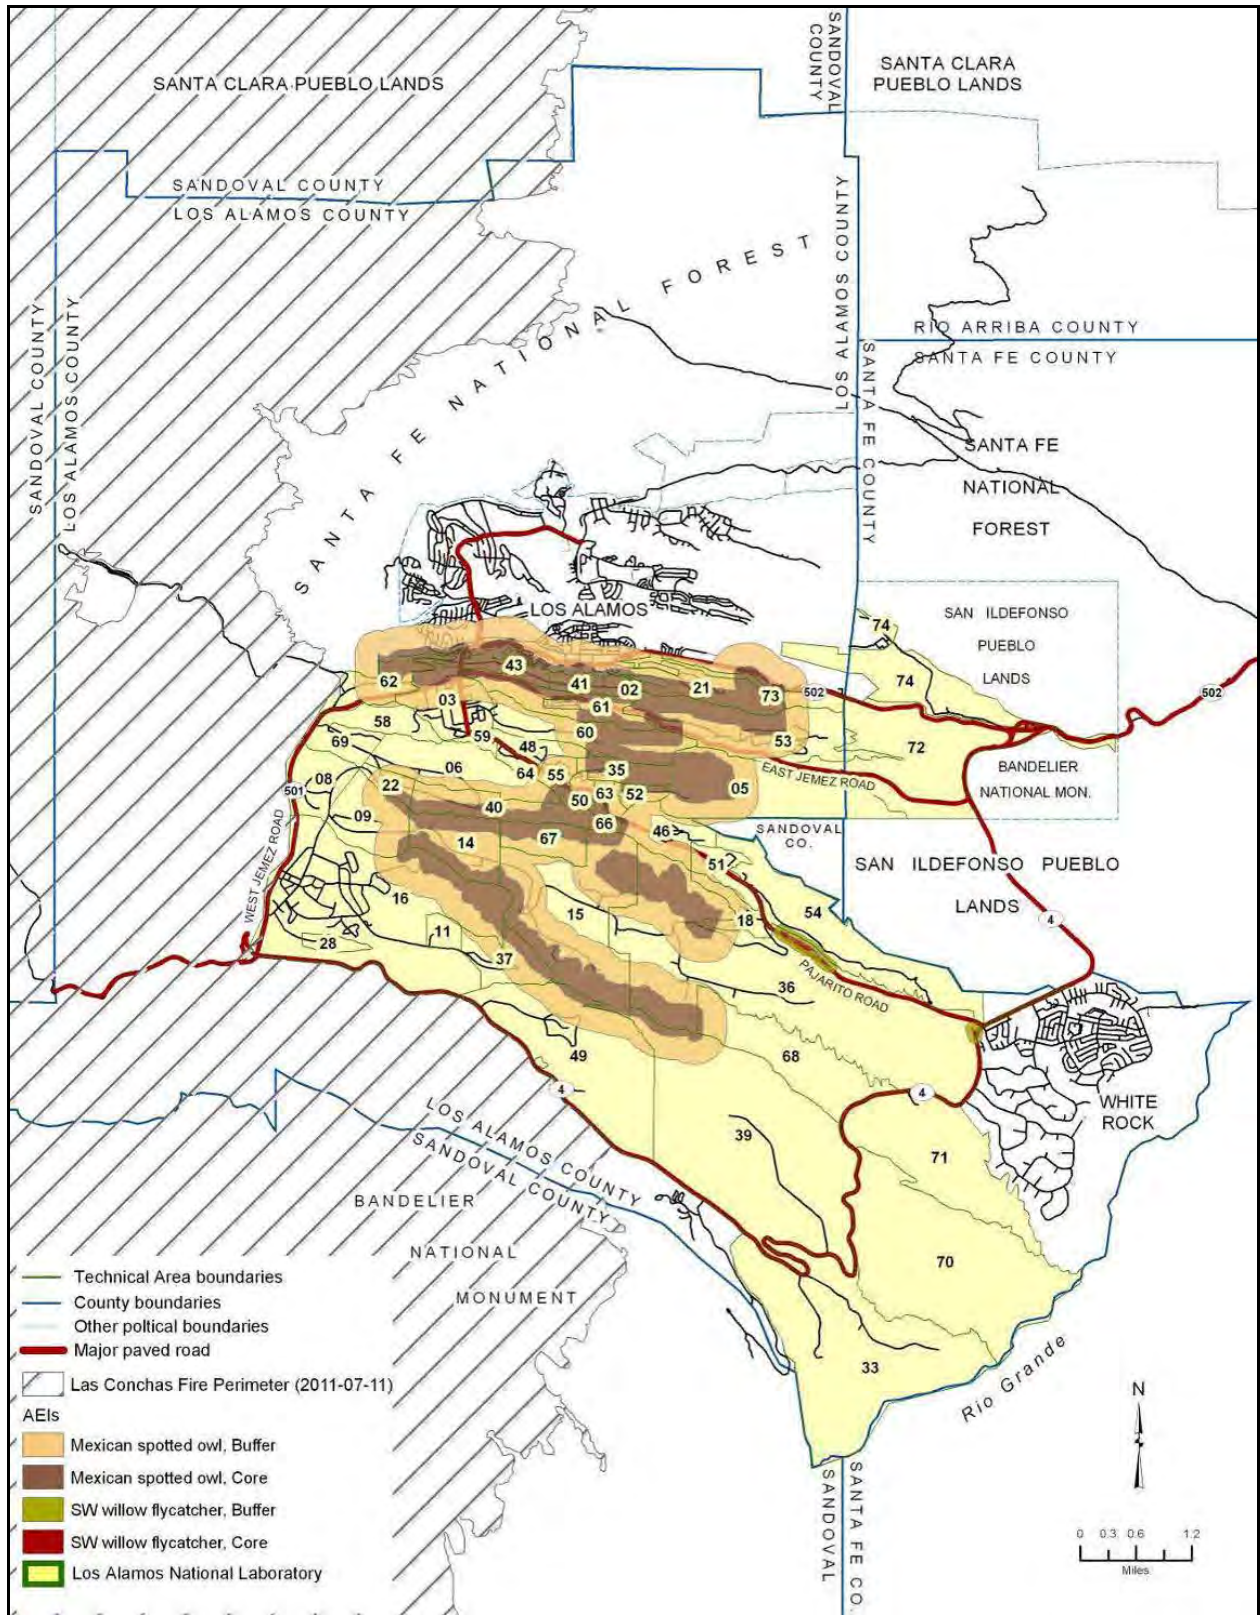 SANDOVAL
COUNTY
SANTA CLARA PUEBLO LANDS
SANTA CLARA
PUEBLO LANDS
SANDOVAL COUNTY
LOS ALAMOS COUNTY
LOS ALAMOS COUNTY
SANTA FE COUNTY
RIO ARRIBA COUNTY
SANTA FE COUNTY
SANDOVAL COUNTY
LOS ALAMOS COUNTY
SANTA FE NATIONAL FOREST
SANTA FE
NATIONAL
FOREST
LOS ALAMOS
SAN ILDEFONSO
PUEBLO
LANDS
74
74
43
62
41
02
21
73
502
502
03
61
58
59
60
53
72
69
48
06
64
55
35
EAST JEMEZ ROAD
BANDELIER
NATIONAL MON.
08
501
22
50
63
52
05
40
09
66
46
SANDOVAL
CO.
14
67
51
WEST JEMEZ ROAD
SAN ILDEFONSO PUEBLO
LANDS
4
16
15
18
54
11
28
37
36
PAJARITO ROAD
49
68
4
4
WHITE
ROCK
LOS ALAMOS COUNTY
SANDOVAL COUNTY
39
71
BANDELIER
NATIONAL
MONUMENT
70
33
Rio Grande
Technical Area boundaries
County boundaries
Other poltical boundaries
Major paved road
Las Conchas Fire Perimeter (2011-07-11)
AEIs
Mexican spotted owl, Buffer
Mexican spotted owl, Core
SW willow flycatcher, Buffer
SW willow flycatcher, Core
Los Alamos National Laboratory
SANDOVAL
SANTA FE CO.
N
0 0.3 0.6 1.2
Miles